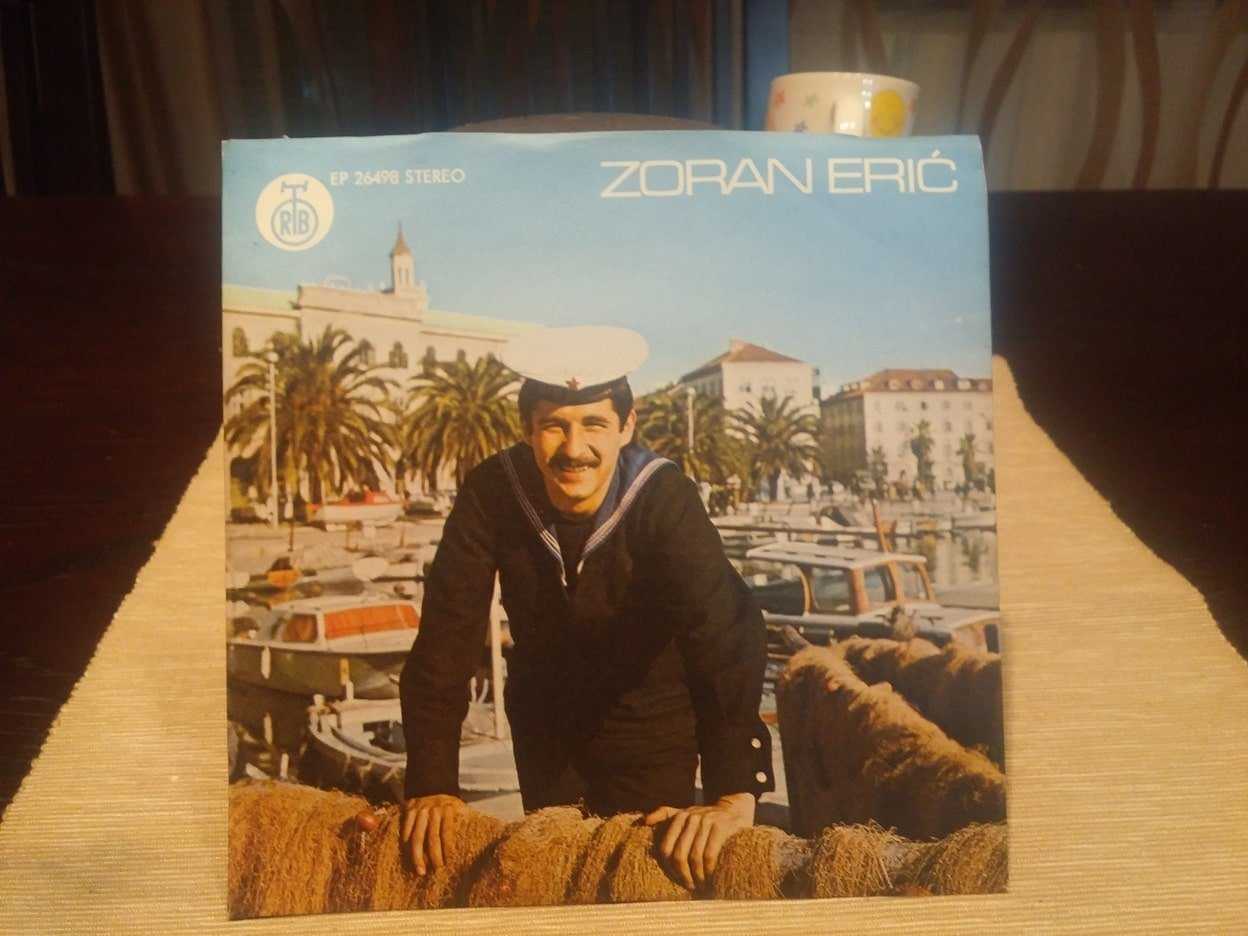 EP 26498 STEREO
ZORAN ERIĆ
RTB